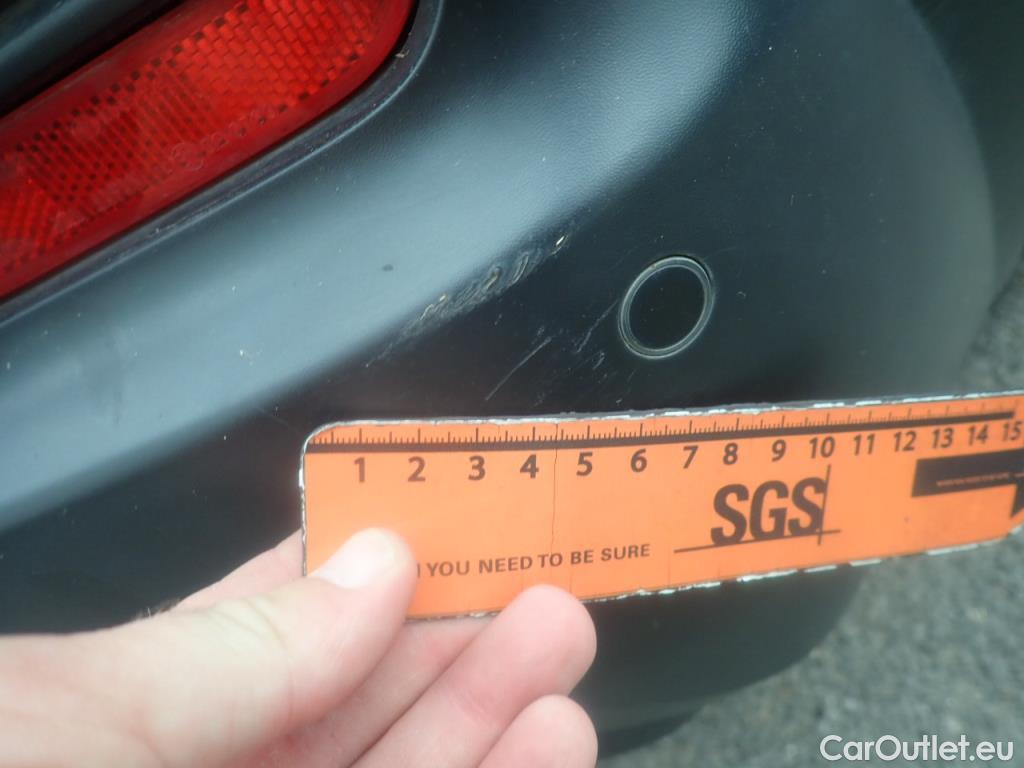 1 2 3 4 5 6 7 8 9 10 11 12 13 14 15
SGS
YOU NEED TO BE SURE
CarOutlet.eu